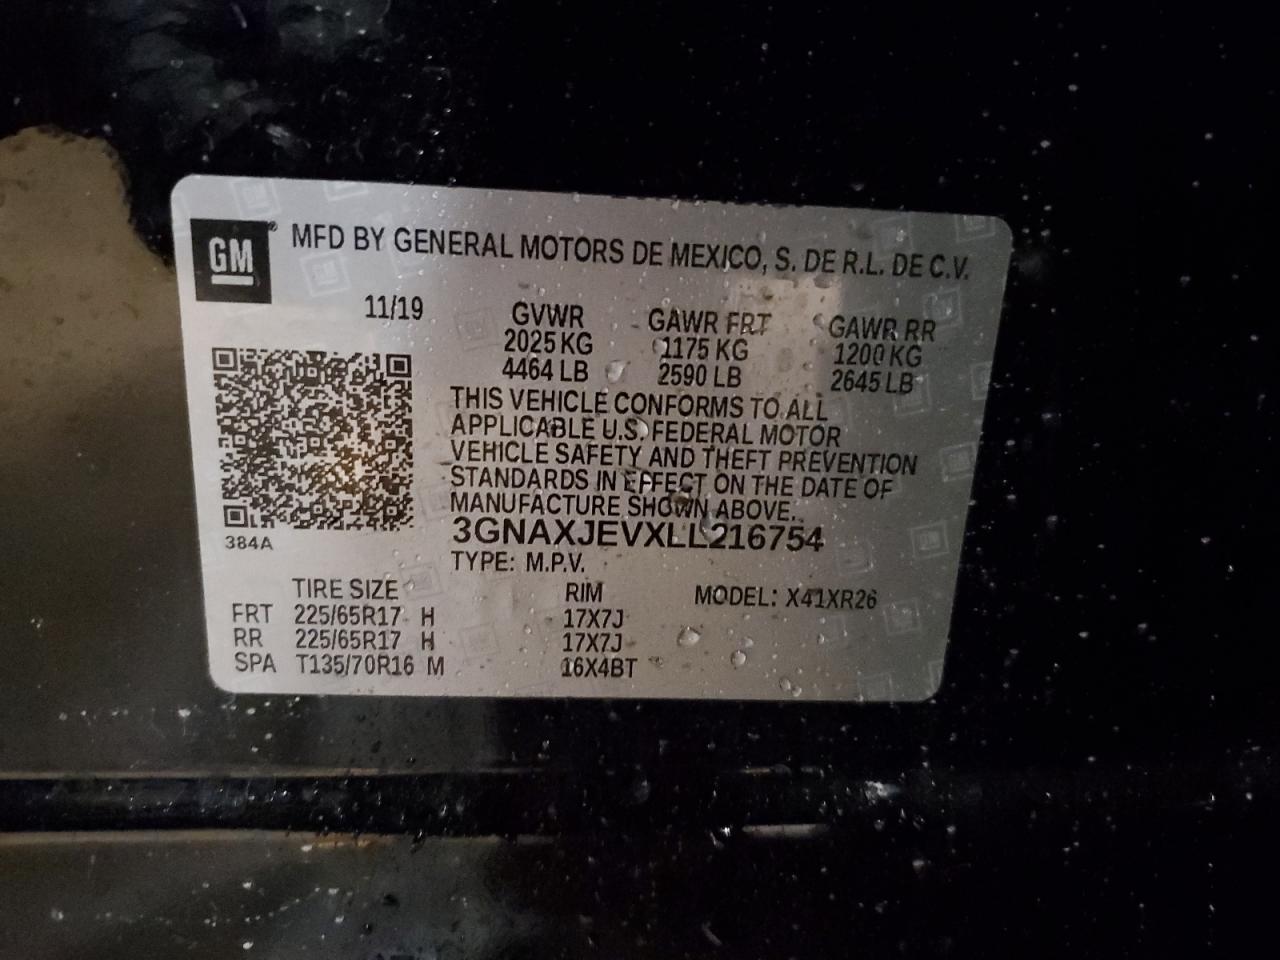 GM ® MFD BY GENERAL MOTORS DE MEXICO, S. DE R.L. DE C.V.
11/19
GVWR GAWR FRT GAWR RR
2025 KG 1175 KG 1200 KG
4464 LB 2590 LB 2645 LB
THIS VEHICLE CONFORMS TO ALL
APPLICABLE U.S. FEDERAL MOTOR
VEHICLE SAFETY AND THEFT PREVENTION
STANDARDS IN EFFECT ON THE DATE OF
MANUFACTURE SHOWN ABOVE.
3GNAXJEVXLL216754
384A
TYPE: M.P.V.
TIRE SIZE RIM MODEL: X41XR26
FRT 225/65R17 H 17X7J
RR 225/65R17 H 17X7J
SPA T135/70R16 M 16X4BT